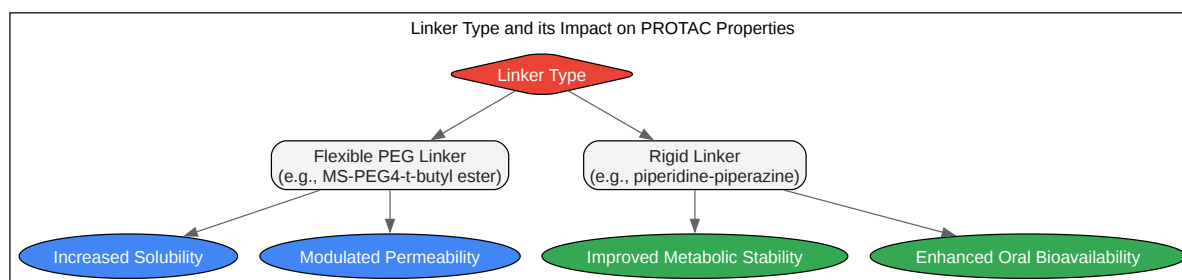 Linker Type and its Impact on PROTAC Properties
Linker Type
Flexible PEG Linker
(e.g., MS-PEG4-t-butyl ester)
Rigid Linker
(e.g., piperidine-piperazine)
Increased Solubility
Modulated Permeability
Improved Metabolic Stability
Enhanced Oral Bioavailability